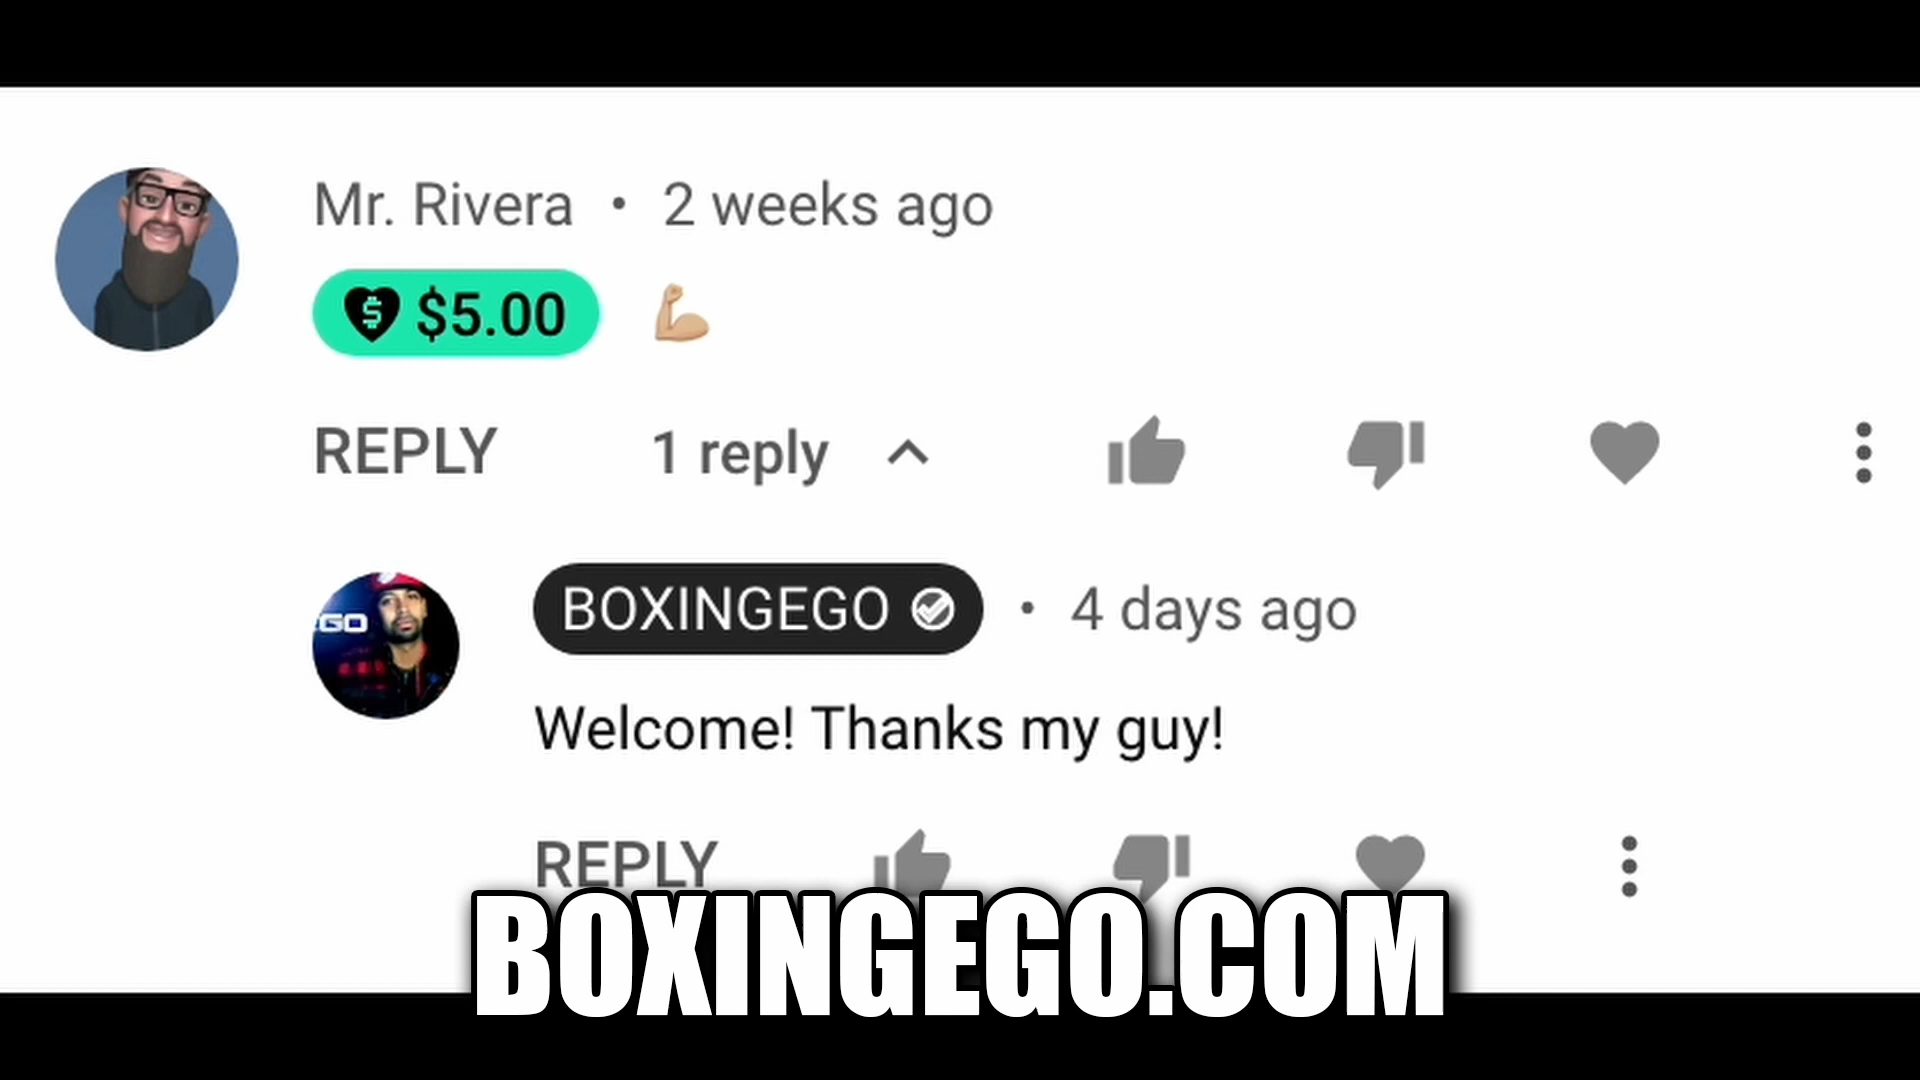 Mr. Rivera • 2 weeks ago
$5.00 💪🏼
REPLY 1 reply
GO
BOXINGEGO • 4 days ago
Welcome! Thanks my guy!
REPLY
BOXINGEGO.COM